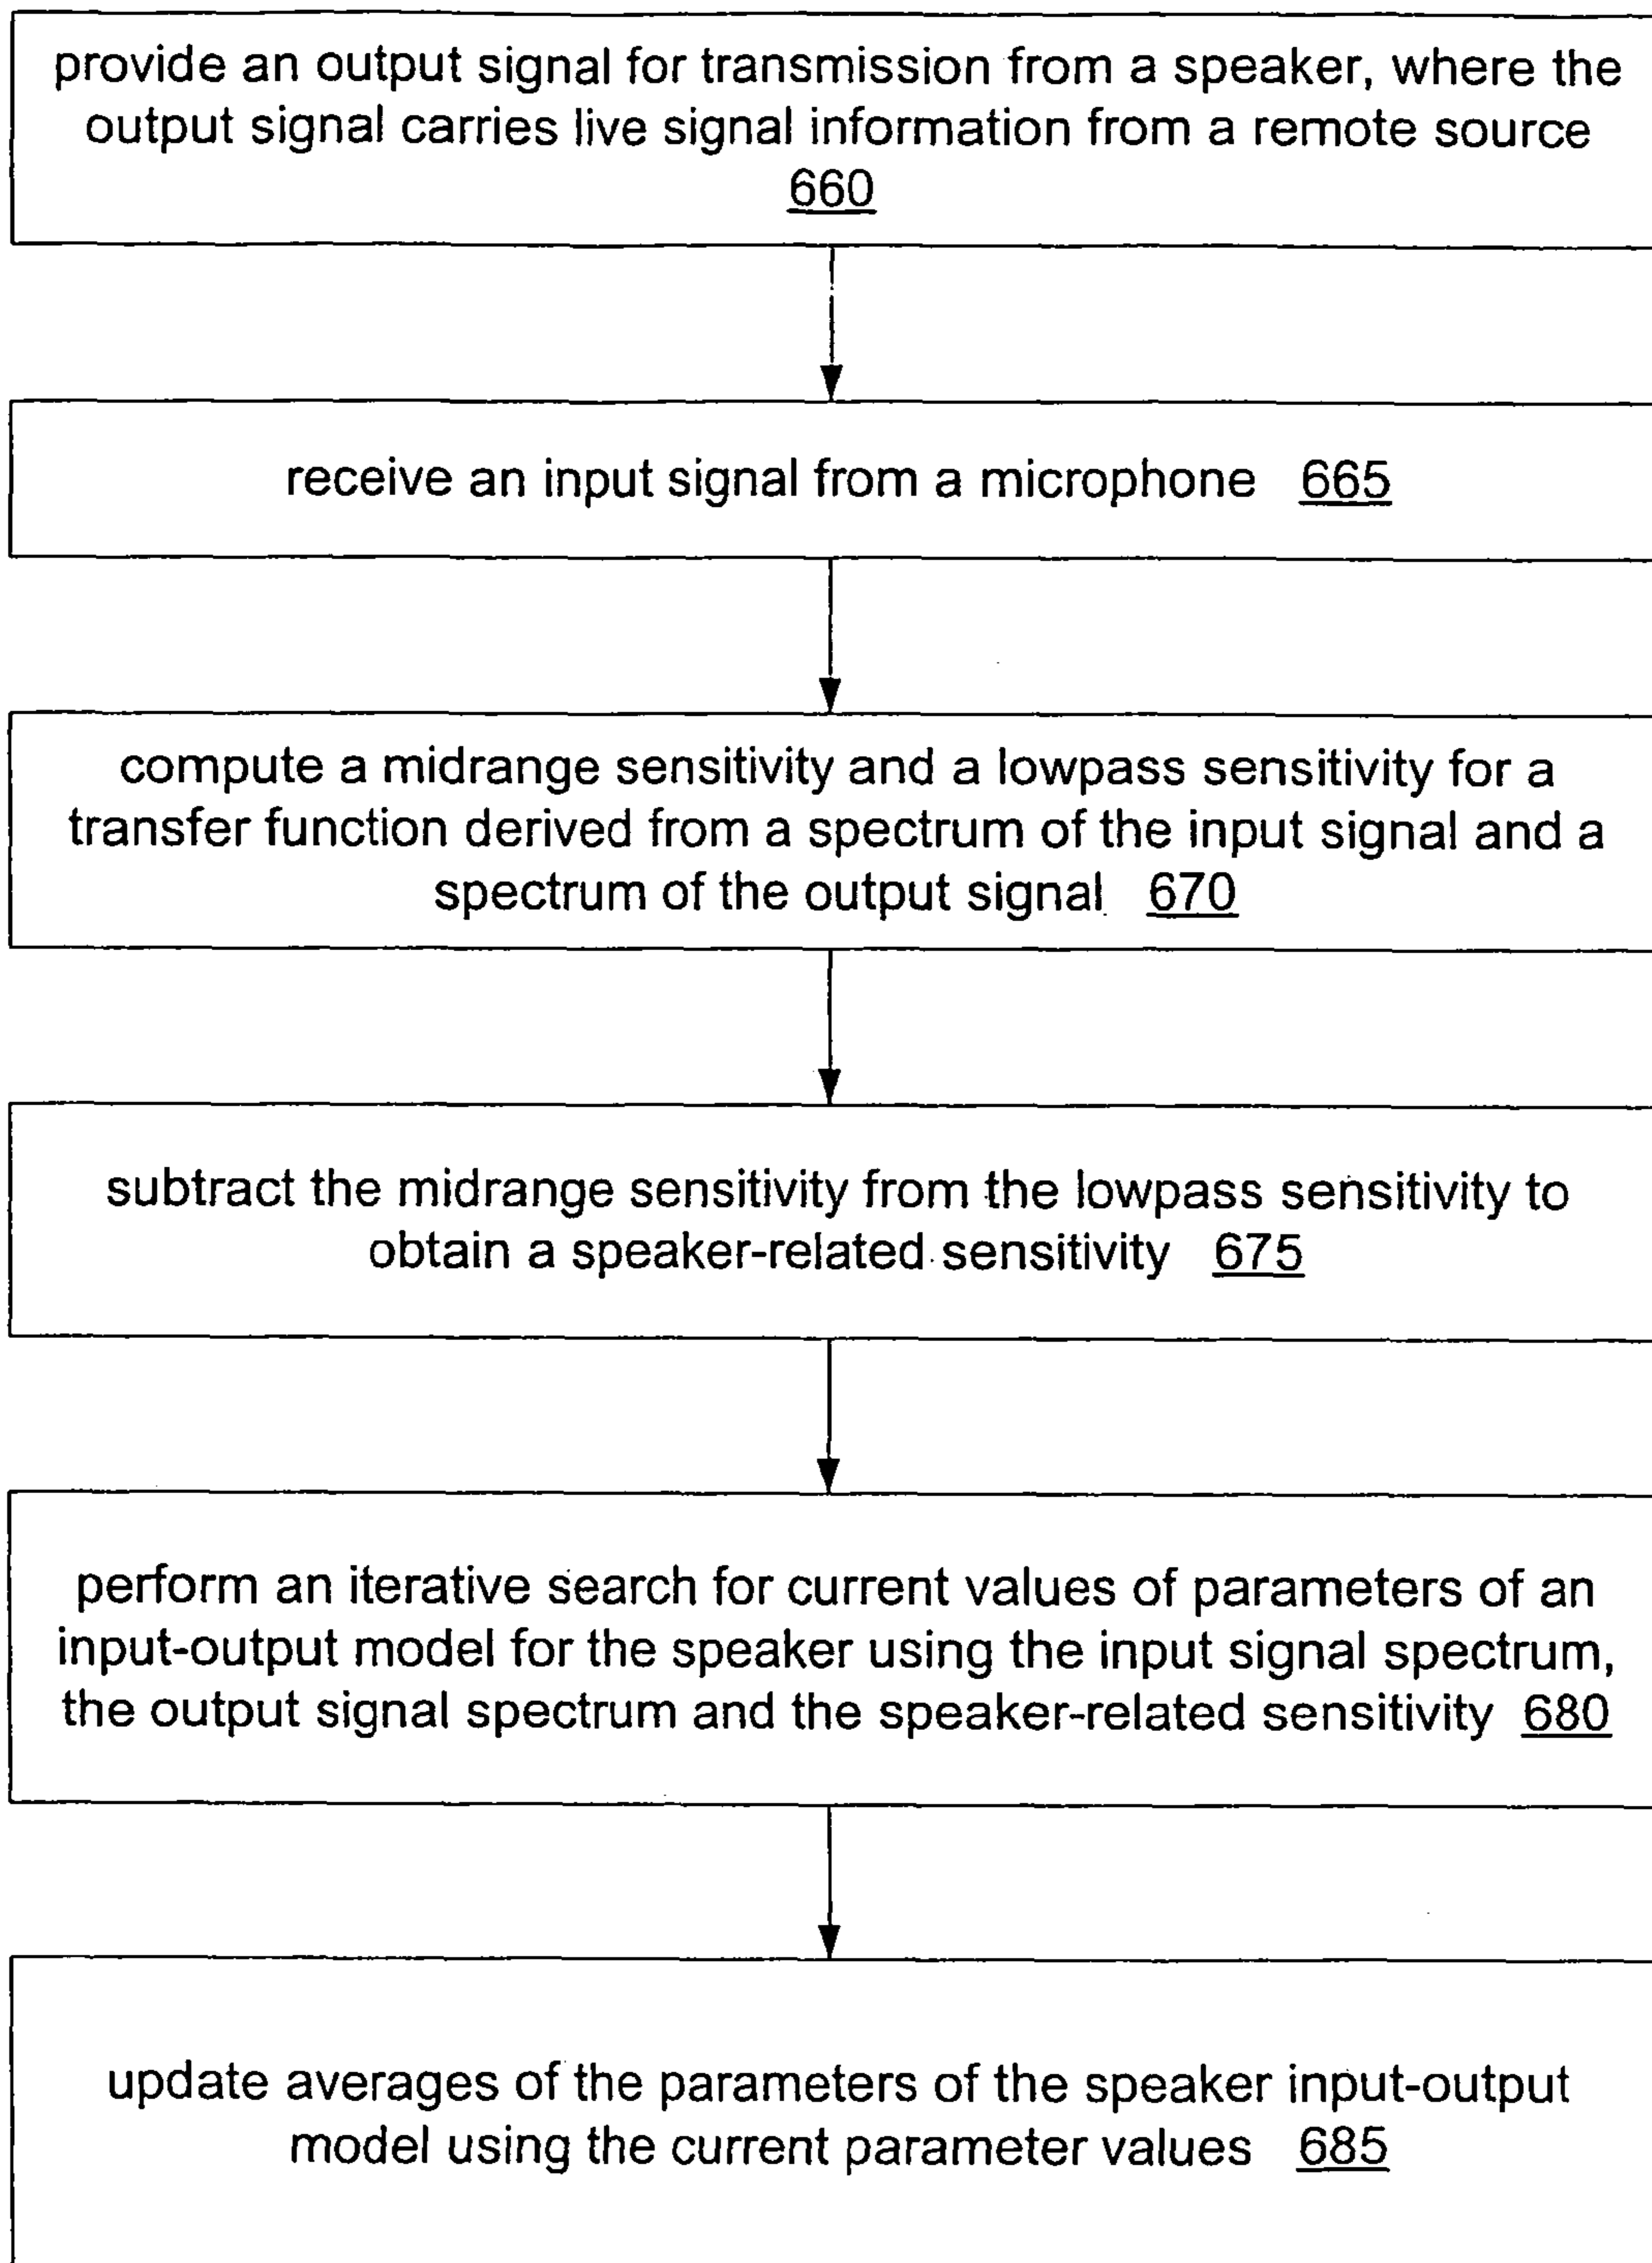 provide an output signal for transmission from a speaker, where the
output signal carries live signal information from a remote source
660
receive an input signal from a microphone 665
compute a midrange sensitivity and a lowpass sensitivity for a
transfer function derived from a spectrum of the input signal and a
spectrum of the output signal 670
subtract the midrange sensitivity from the lowpass sensitivity to
obtain a speaker-related sensitivity 675
perform an iterative search for current values of parameters of an
input-output model for the speaker using the input signal spectrum,
the output signal spectrum and the speaker-related sensitivity 680
update averages of the parameters of the speaker input-output
model using the current parameter values 685